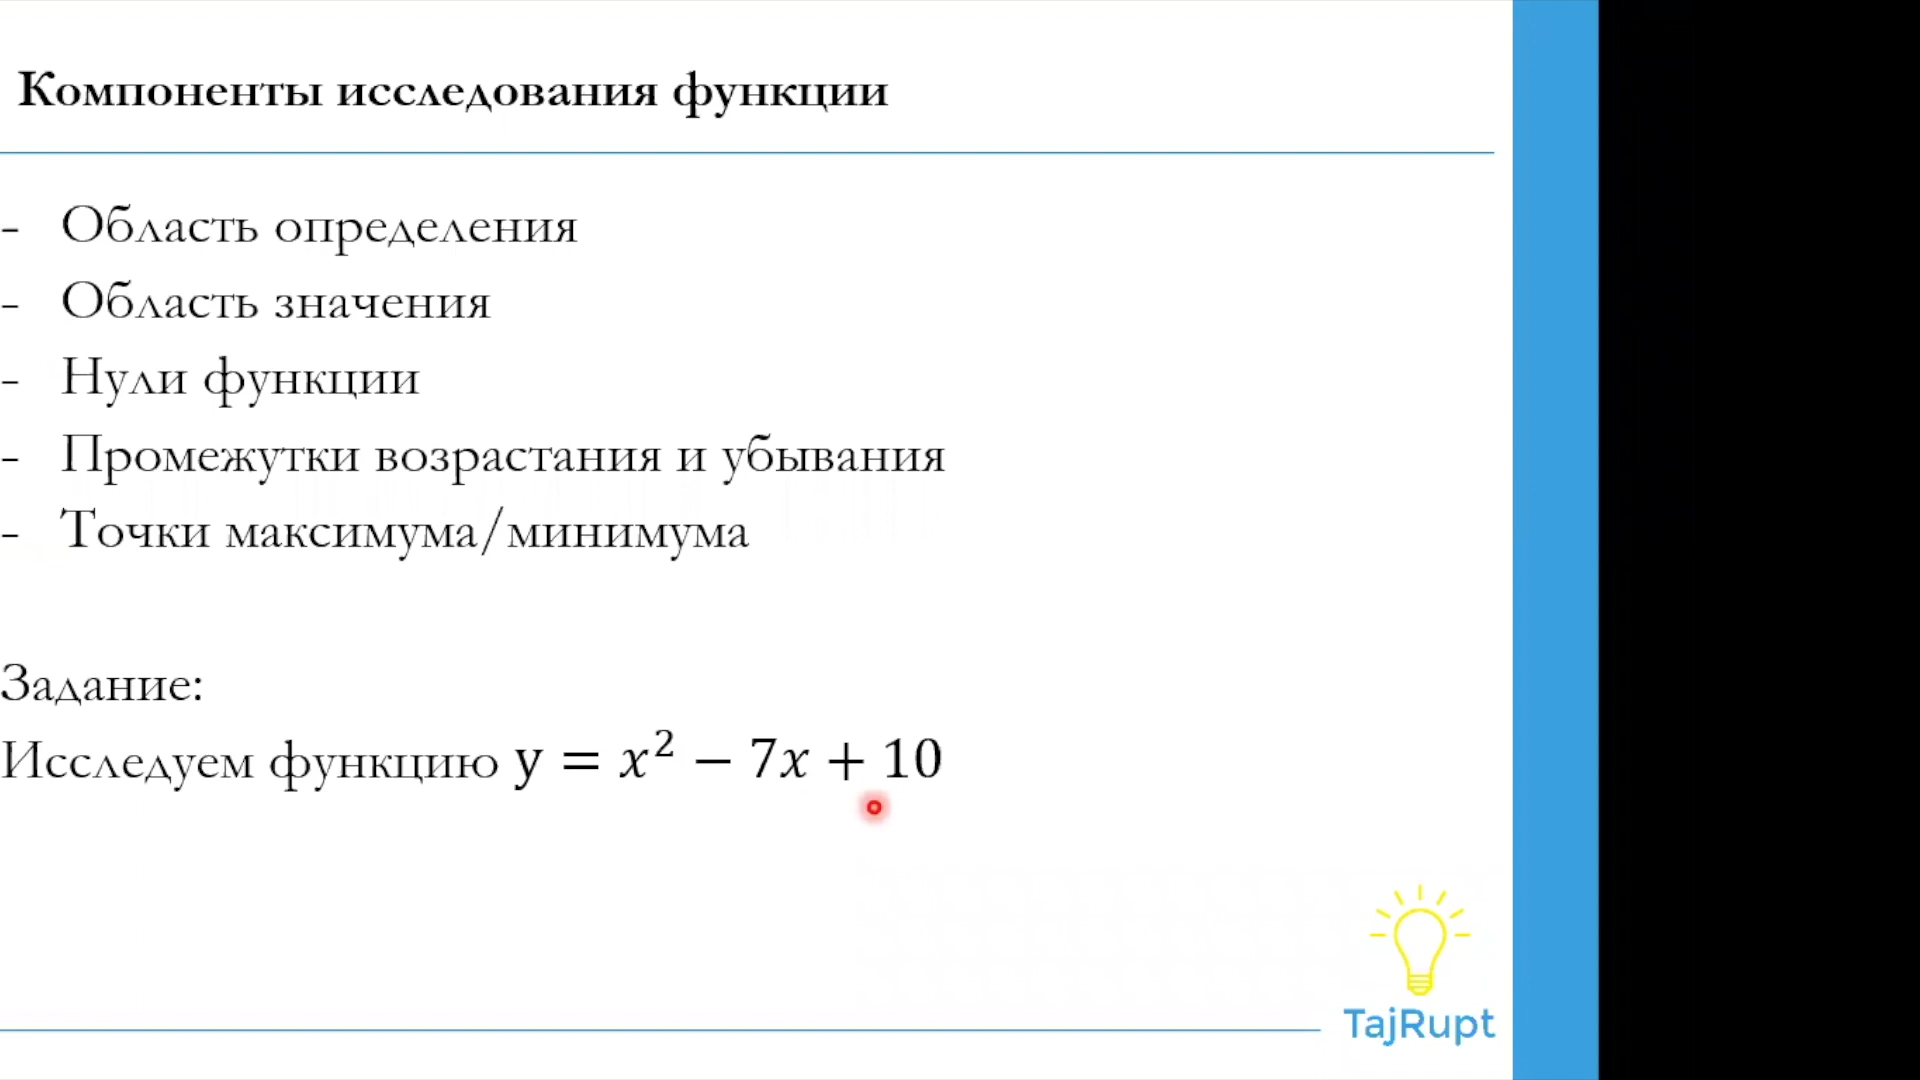 Компоненты исследования функции
- Область определения
- Область значения
- Нули функции
- Промежутки возрастания и убывания
- Точки максимума/минимума
Задание:
Исследуем функцию y = x² − 7x + 10
TajRupt